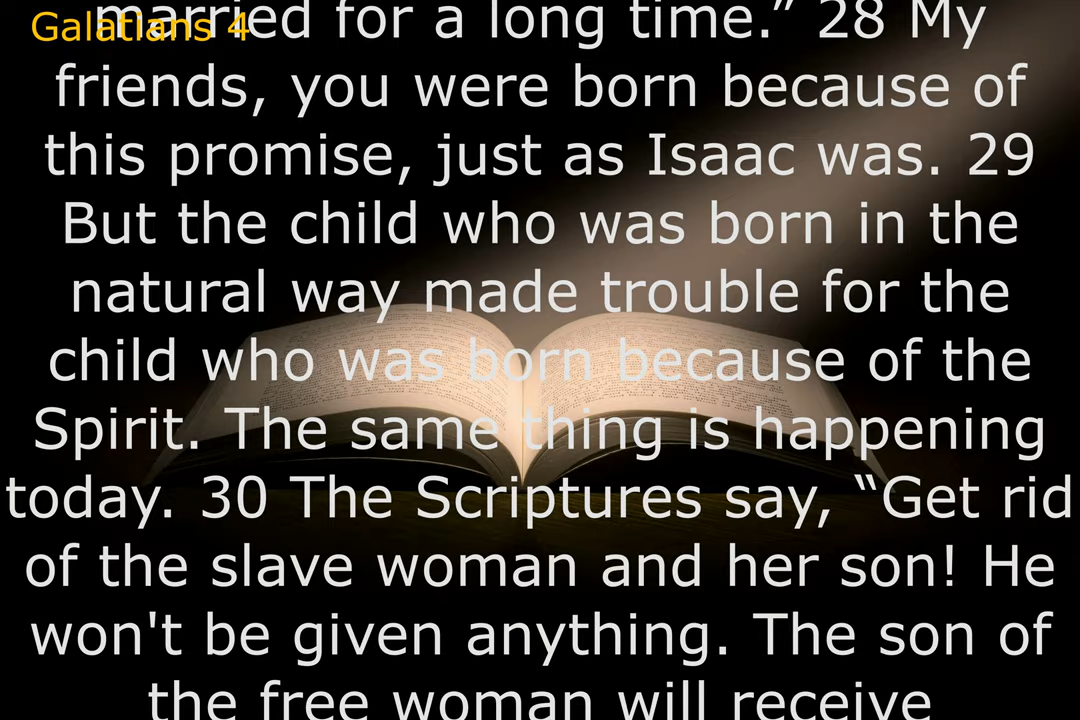 Galatians 4
married for a long time.” 28 My
friends, you were born because of
this promise, just as Isaac was. 29
But the child who was born in the
natural way made trouble for the
child who was born because of the
Spirit. The same thing is happening
today. 30 The Scriptures say, “Get rid
of the slave woman and her son! He
won't be given anything. The son of
the free woman will receive